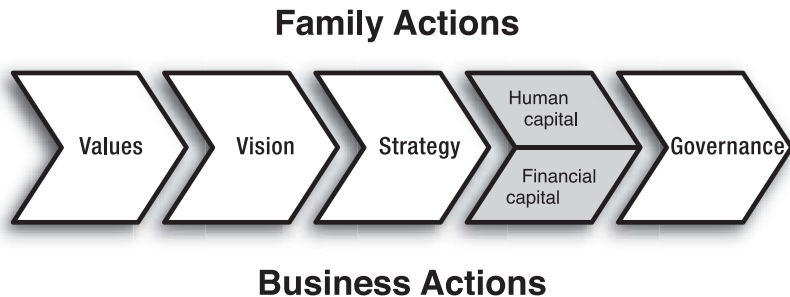 Family Actions
Values
Vision
Strategy
Human
capital
Financial
capital
Governance
Business Actions